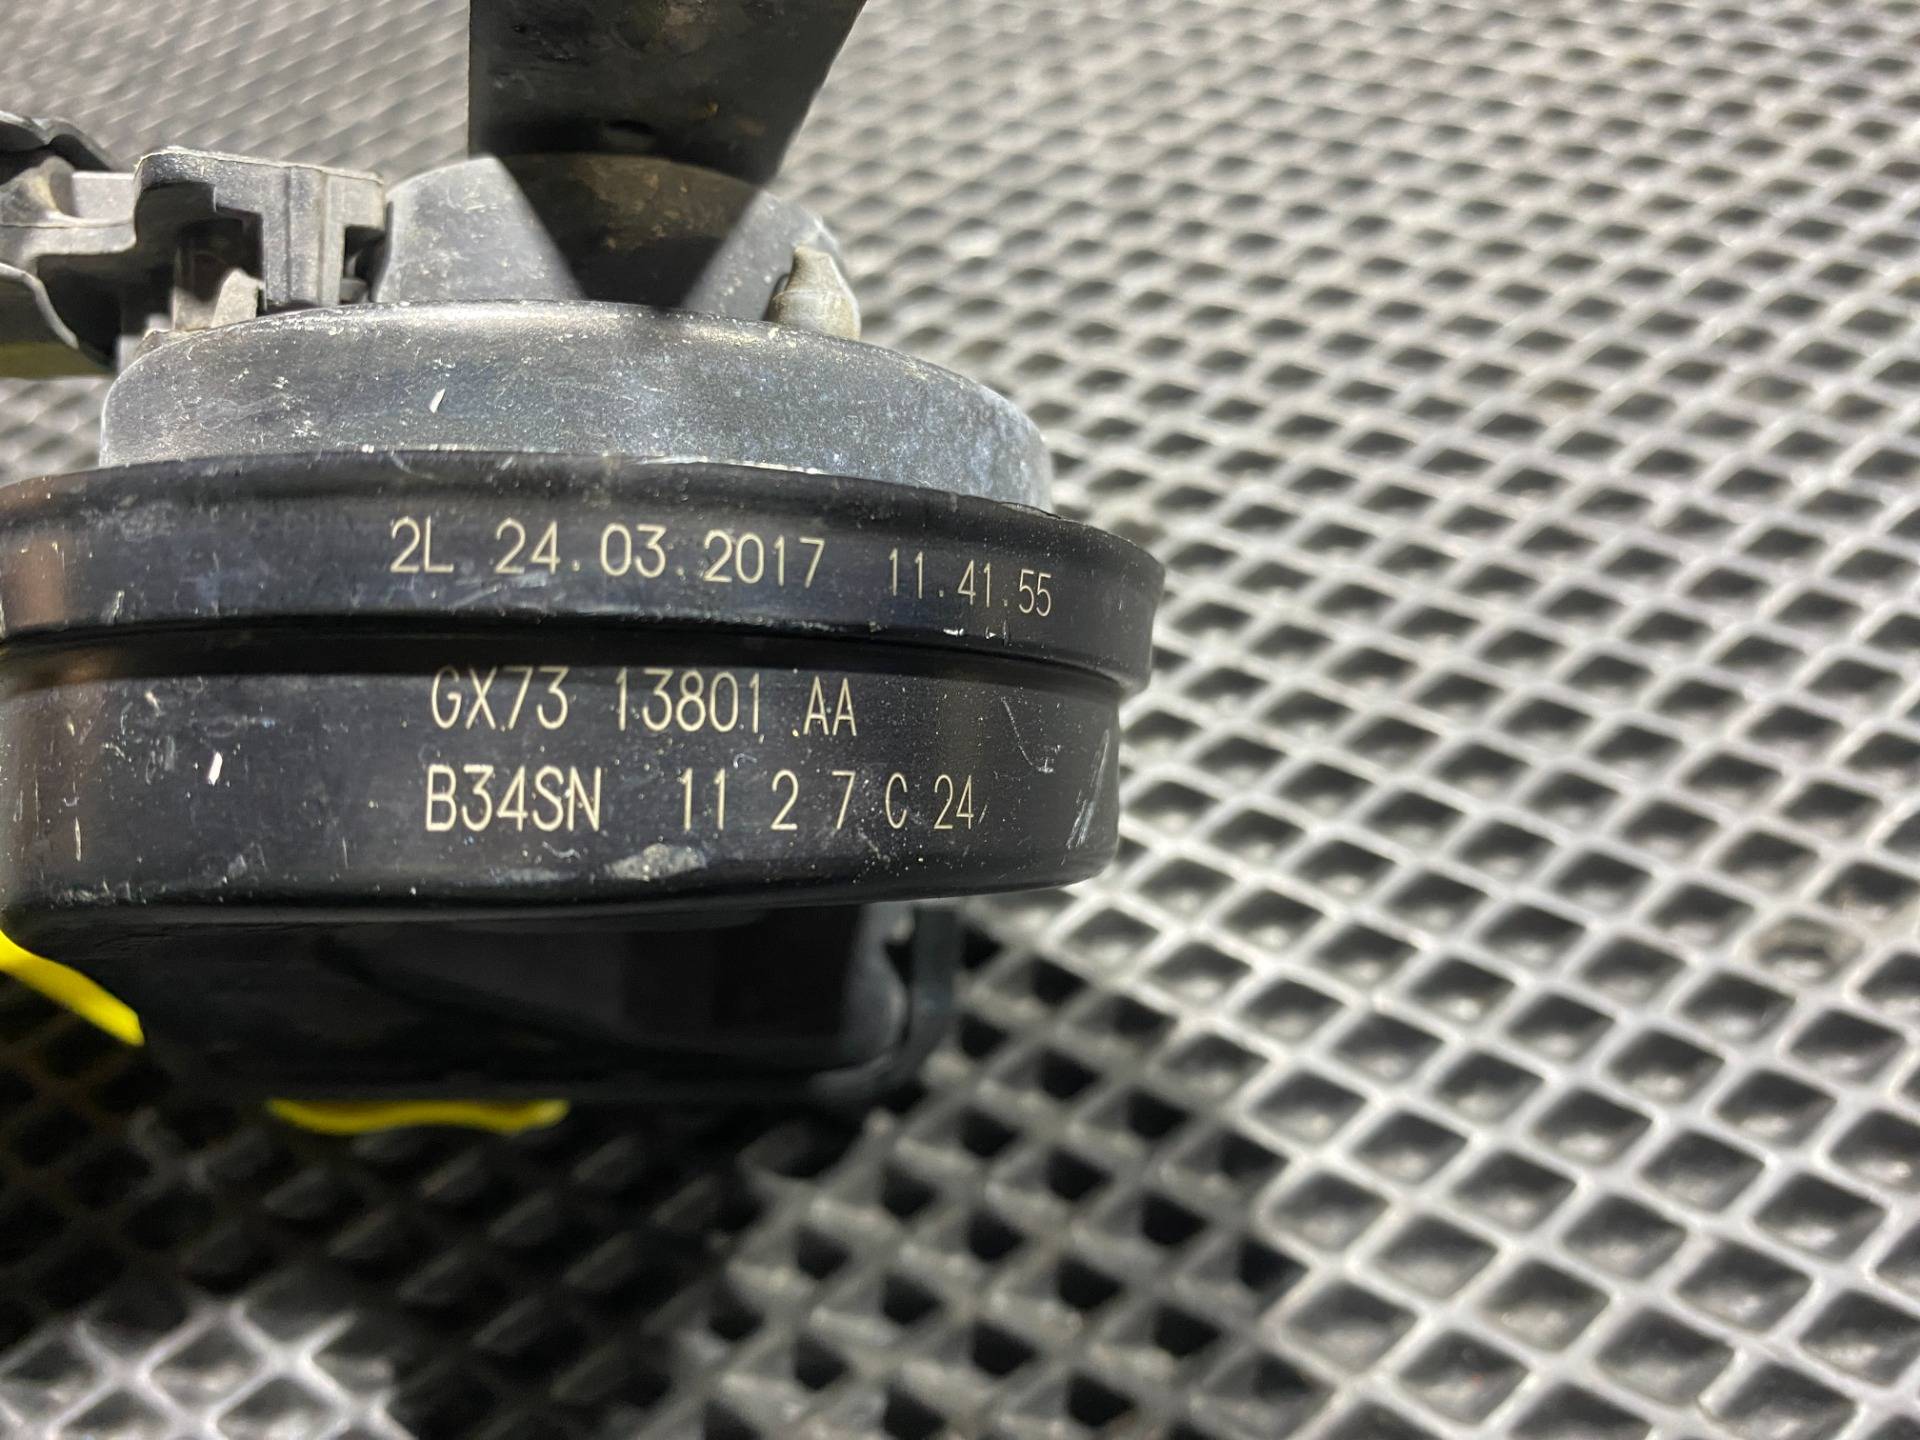 2L 24.03.2017 11.41.55
GX73 13801 AA
B34SN 11 2 7 C 24